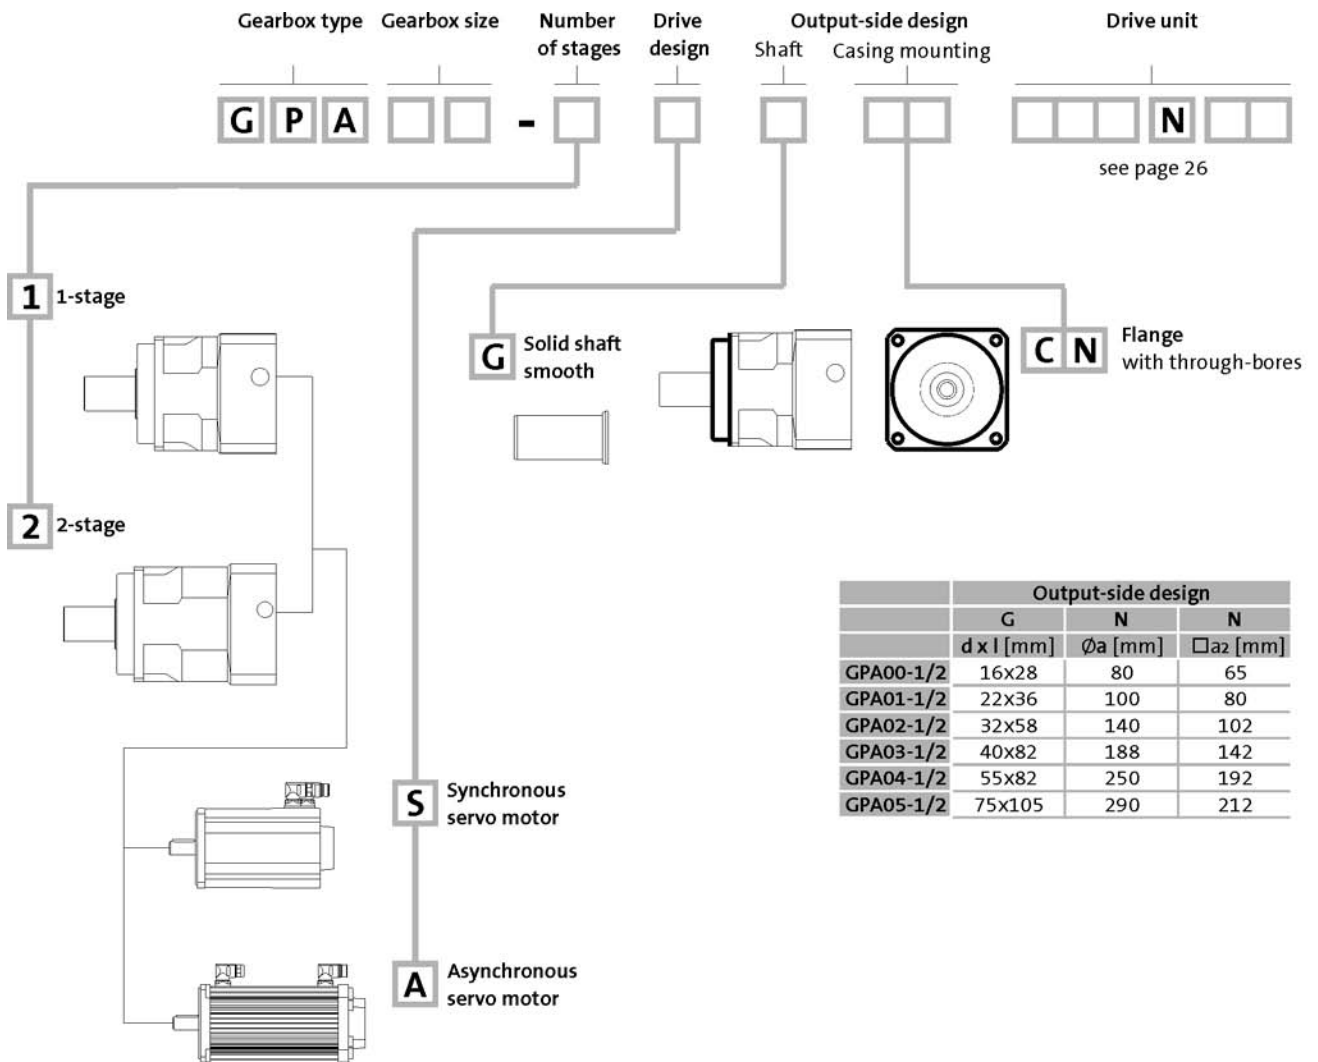 Gearbox type Gearbox size Number Drive Output-side design Drive unit
of stages design Shaft Casing mounting
G P A - N
see page 26
1 1-stage
G Solid shaft
smooth
C N Flange
with through-bores
2 2-stage
Output-side design
G N N
d x l [mm] Øa [mm] □a2 [mm]
GPA00-1/2 16x28 80 65
GPA01-1/2 22x36 100 80
GPA02-1/2 32x58 140 102
GPA03-1/2 40x82 188 142
GPA04-1/2 55x82 250 192
GPA05-1/2 75x105 290 212
S Synchronous
servo motor
A Asynchronous
servo motor